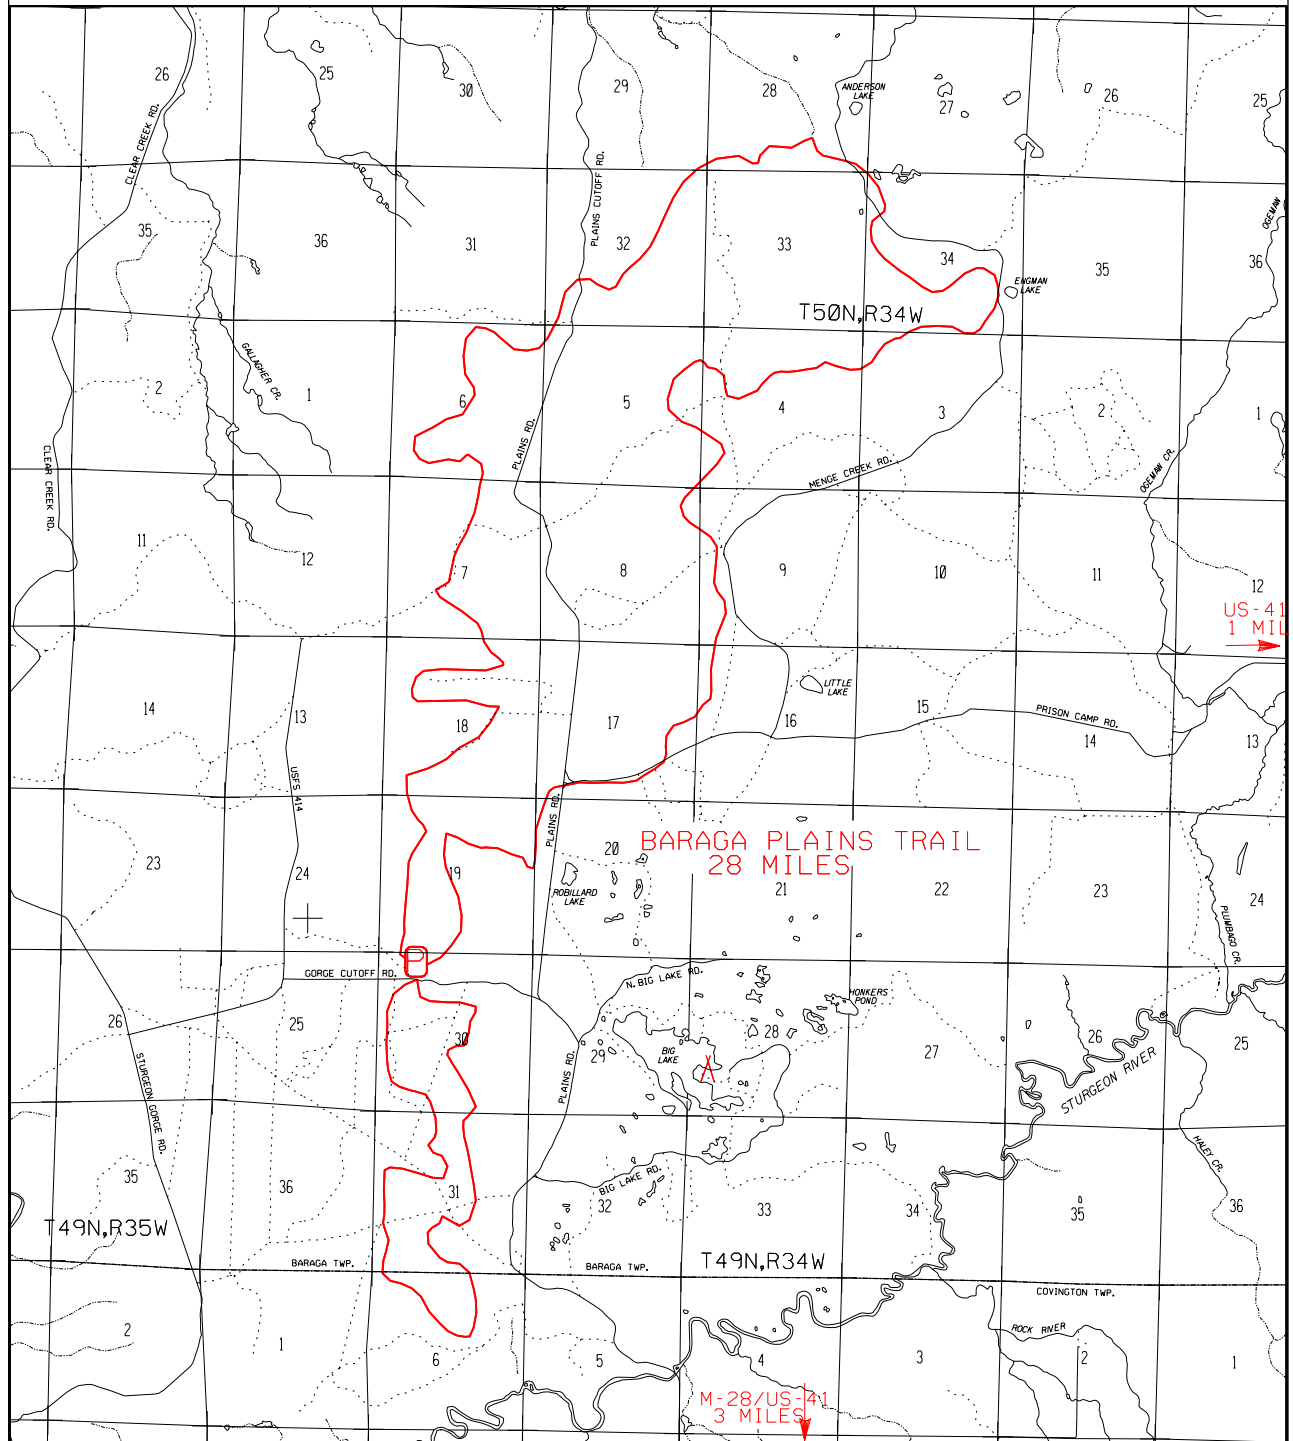 26
25
30
29
28
ANDERSON
LAKE
27
26
25
CLEAR CREEK RD.
PLAINS CUTOFF RD.
OGEMAW
35
36
31
32
33
34
35
36
ENGMAN
LAKE
T50N,R34W
GALLAGHER CR.
2
1
6
5
4
3
2
1
CLEAR CREEK RD.
PLAINS RD.
MENGE CREEK RD.
OGEMAW CR.
11
12
7
8
9
10
11
12
US-41
1 MIL
LITTLE
LAKE
14
13
18
17
16
15
PRISON CAMP RD.
14
13
USFS 414
PLAINS RD.
BARAGA PLAINS TRAIL
28 MILES
23
24
19
20
21
22
23
24
ROBILLARD
LAKE
PLUMBAGO CR.
P
GORGE CUTOFF RD.
N. BIG LAKE RD.
HONKERS
POND
26
25
30
29
28
27
26
25
BIG
LAKE
STURGEON GORGE RD.
PLAINS RD.
STURGEON RIVER
HALEY CR.
BIG LAKE RD.
35
36
31
32
33
34
35
36
T49N,R35W
T49N,R34W
BARAGA TWP.
BARAGA TWP.
COVINGTON TWP.
ROCK RIVER
2
1
6
5
4
3
2
1
M-28/US-41
3 MILES